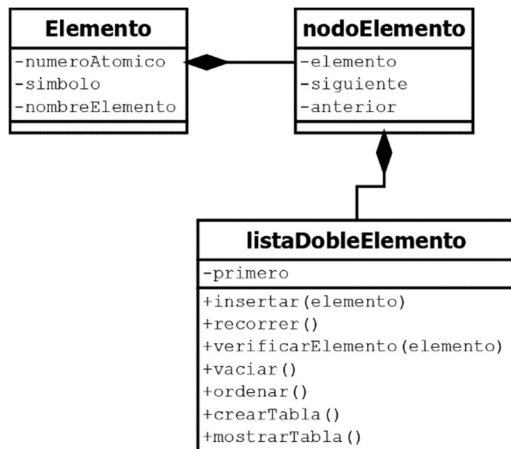 Elemento
-numeroAtomico
-simbolo
-nombreElemento
nodoElemento
-elemento
-siguiente
-anterior
listaDobleElemento
-primero
+insertar(elemento)
+recorrer()
+verificarElemento(elemento)
+vaciar()
+ordenar()
+crearTabla()
+mostrarTabla()